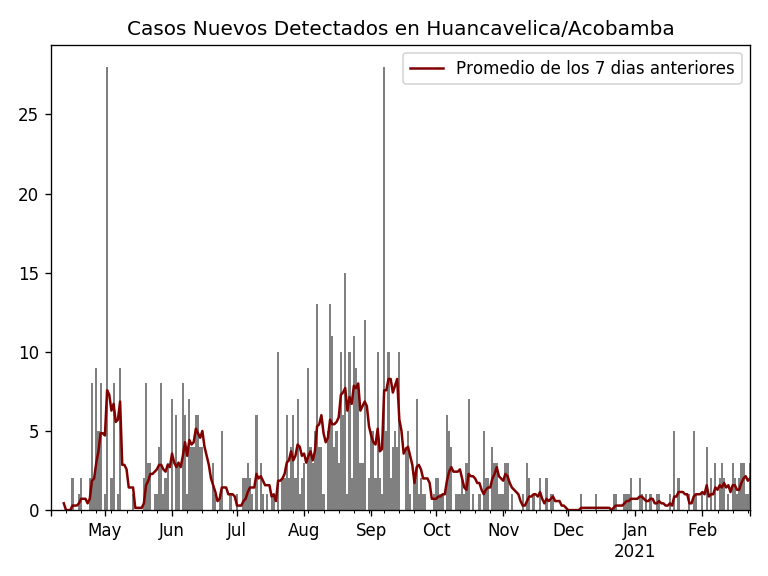 Casos Nuevos Detectados en Huancavelica/Acobamba
Promedio de los 7 dias anteriores
25
20
15
10
5
0
May Jun Jul Aug Sep Oct Nov Dec Jan Feb
2021